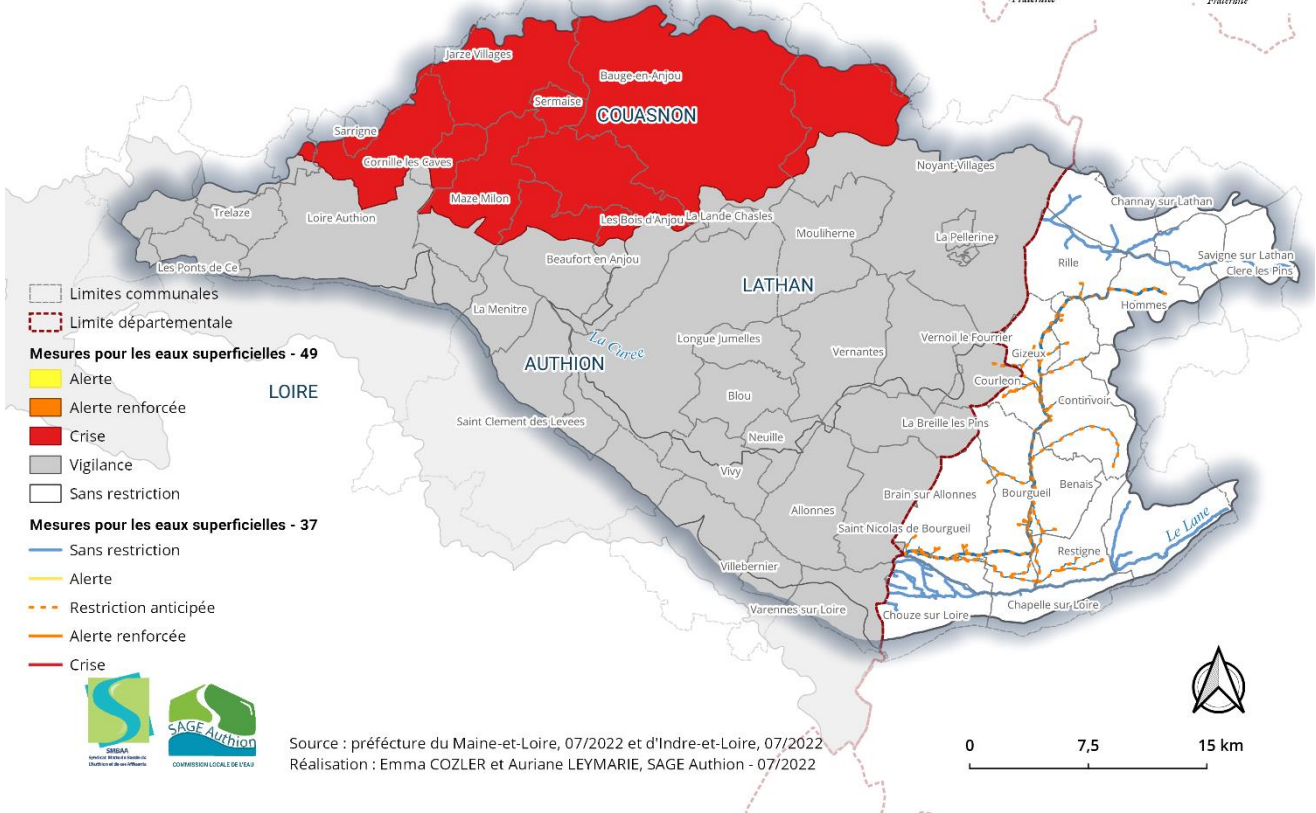 Fraternité
Fraternité
Jarze Villages
Bauge-en-Anjou
Sermaise
COUASNON
Sarrigne
Cornille les Caves
Noyant-Villages
Maze Milon
Channay sur Lathan
Trelaze
Loire Authion
Les Bois d'Anjou
La Lande Chasles
Mouliherne
La Pellerine
Savigne sur Lathan
Les Ponts de Ce
Beaufort en Anjou
Rille
Clere les Pins
LATHAN
Hommes
La Menitre
La Curee
Longue Jumelles
Vernoil le Fourrier
Vernantes
Gizeux
AUTHION
Courleon
Blou
Continvoir
Saint Clement des Levees
La Breille les Pins
Neuille
Vivy
Brain sur Allonnes
Bourgueil
Benais
Allonnes
Le Lane
Saint Nicolas de Bourgueil
Restigne
Villebernier
Varennes sur Loire
Chouze sur Loire
Chapelle sur Loire
Limites communales
Limite départementale
Mesures pour les eaux superficielles - 49
Alerte
LOIRE
Alerte renforcée
Crise
Vigilance
Sans restriction
Mesures pour les eaux superficielles - 37
Sans restriction
Alerte
Restriction anticipée
Alerte renforcée
Crise
SMBAA
SAGE Authion
COMMISSION LOCALE DE L'EAU
Source : préfécture du Maine-et-Loire, 07/2022 et d'Indre-et-Loire, 07/2022
Réalisation : Emma COZLER et Auriane LEYMARIE, SAGE Authion - 07/2022
0 7,5 15 km